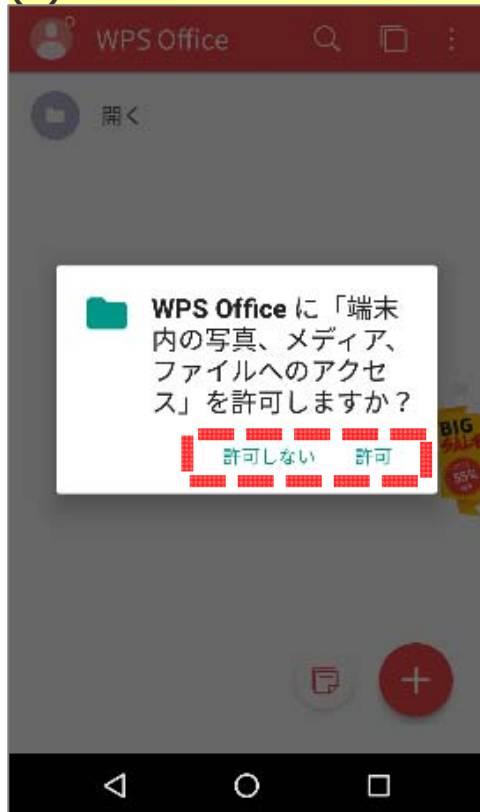 WPS Office
開く
WPS Office に「端末
内の写真、メディア、
ファイルへのアクセ
ス」を許可しますか？
許可しない 許可
BIG
SALE
55%